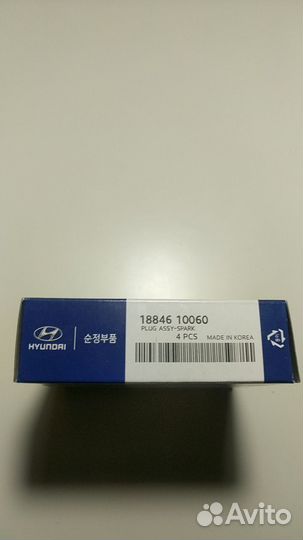 18846 10060
PLUG ASSY-SPARK
4 PCS MADE IN KOREA
HYUNDAI
순정부품
Avito